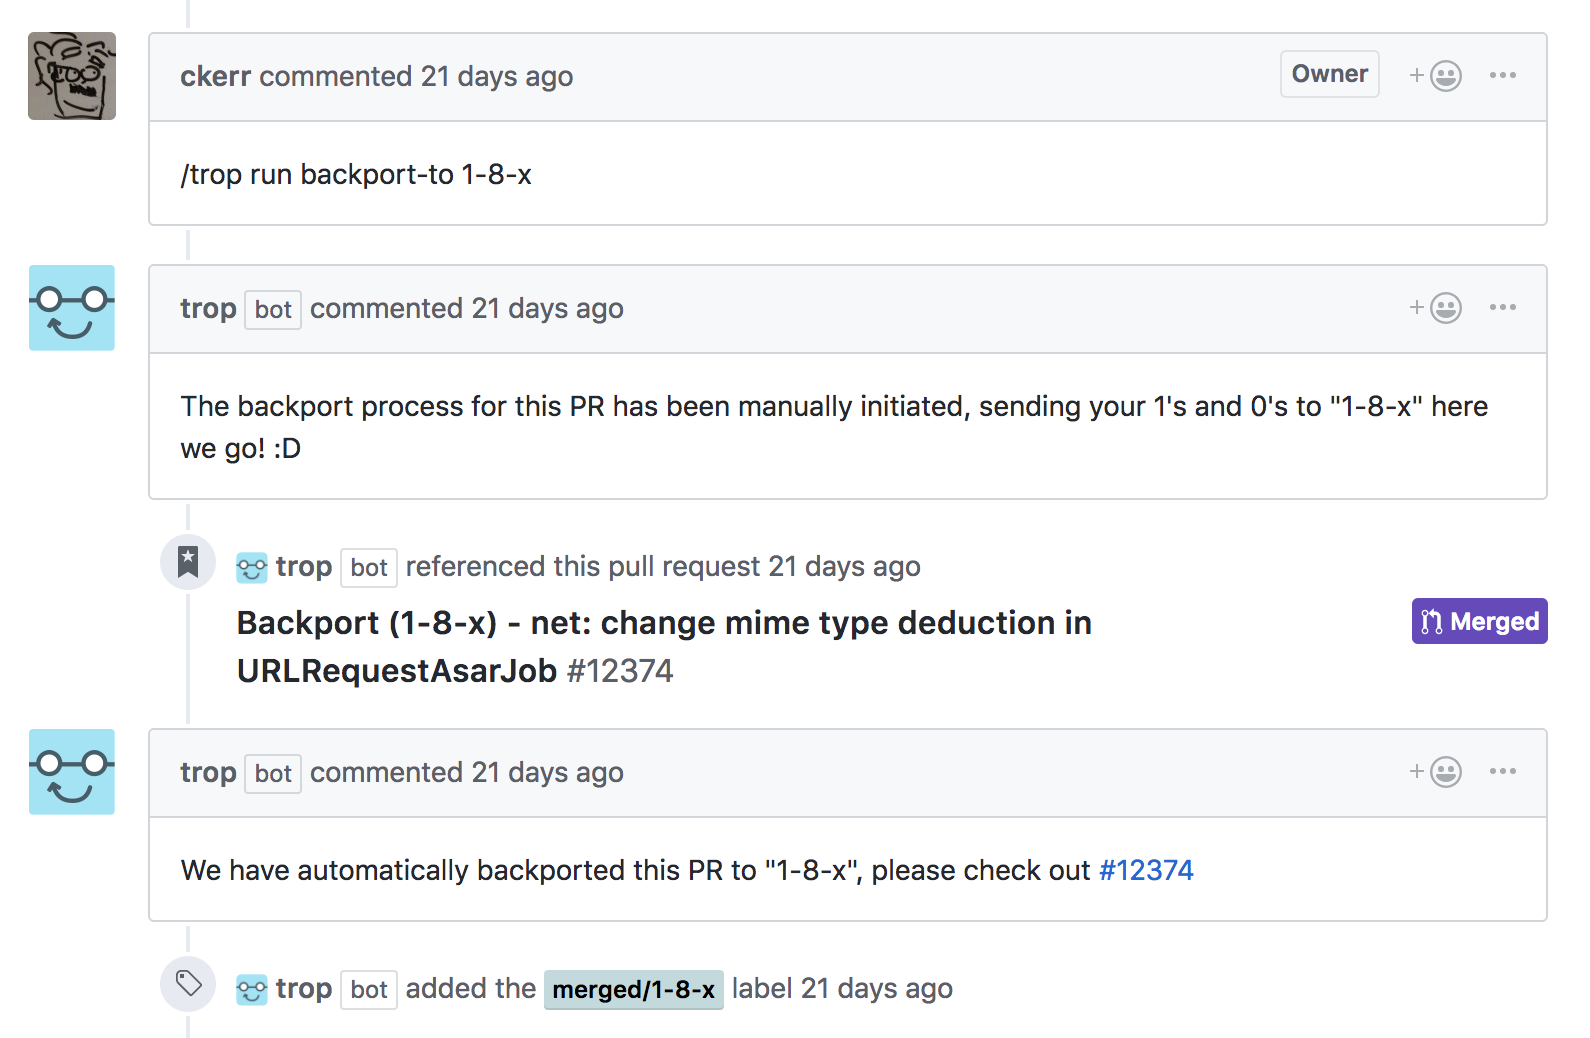 ckerr commented 21 days ago
Owner
/trop run backport-to 1-8-x
trop bot commented 21 days ago
The backport process for this PR has been manually initiated, sending your 1's and 0's to "1-8-x" here
we go! :D
trop bot referenced this pull request 21 days ago
Backport (1-8-x) - net: change mime type deduction in
URLRequestAsarJob #12374
Merged
trop bot commented 21 days ago
We have automatically backported this PR to "1-8-x", please check out #12374
trop bot added the merged/1-8-x label 21 days ago